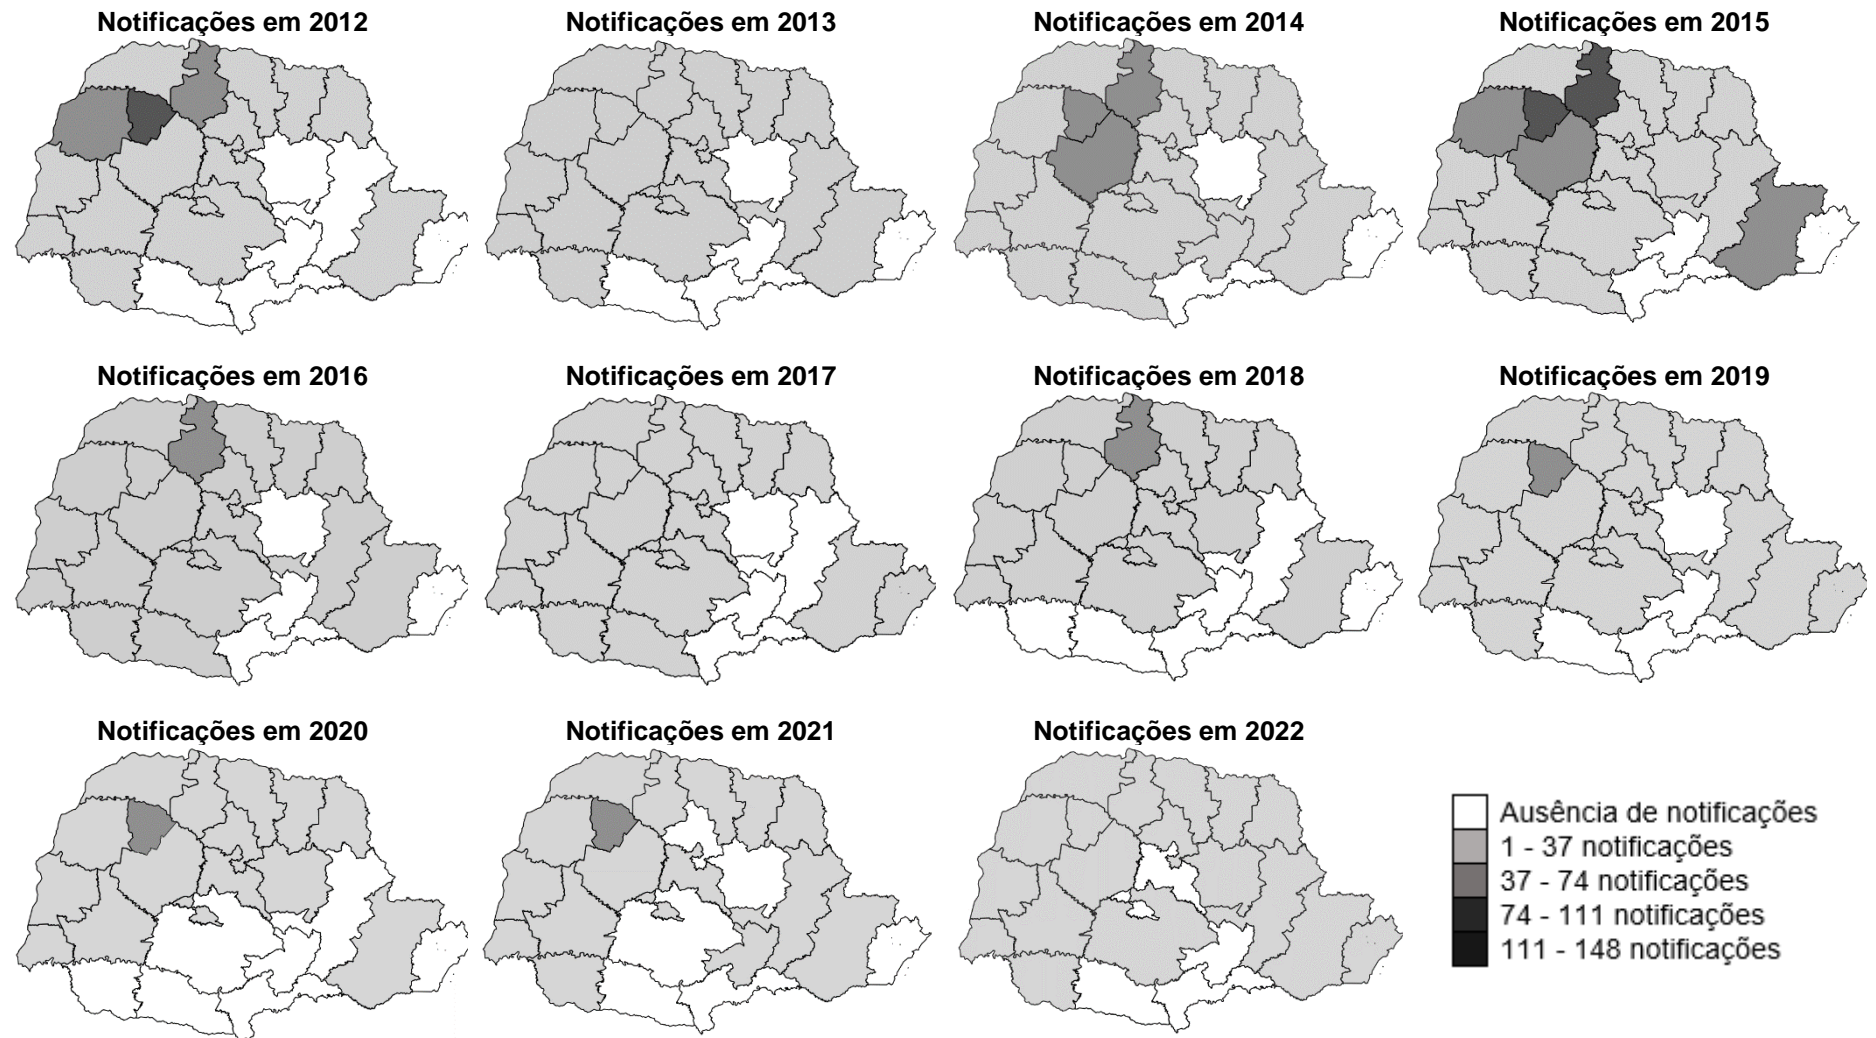 Notificações em 2012
Notificações em 2013
Notificações em 2014
Notificações em 2015
Notificações em 2016
Notificações em 2017
Notificações em 2018
Notificações em 2019
Notificações em 2020
Notificações em 2021
Notificações em 2022
Ausência de notificações
1 - 37 notificações
37 - 74 notificações
74 - 111 notificações
111 - 148 notificações